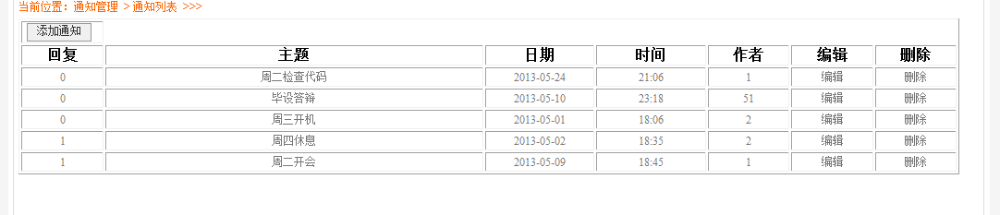 当前位置：通知管理 > 通知列表 >>>
添加通知
回复 主题 日期 时间 作者 编辑 删除
0 周二检查代码 2013-05-24 21:06 1 编辑 删除
0 毕设答辩 2013-05-10 23:18 51 编辑 删除
0 周三开机 2013-05-01 18:06 2 编辑 删除
1 周四休息 2013-05-02 18:35 2 编辑 删除
1 周二开会 2013-05-09 18:45 1 编辑 删除